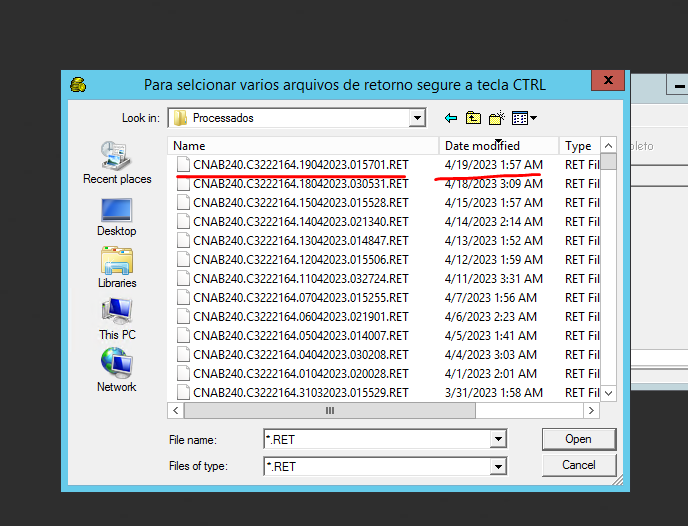 Para selcionar varios arquivos de retorno segure a tecla CTRL
Look in: Processados
pleto
Name Date modified Type
CNAB240.C3222164.19042023.015701.RET 4/19/2023 1:57 AM RET Fil
CNAB240.C3222164.18042023.030531.RET 4/18/2023 3:09 AM RET Fil
CNAB240.C3222164.15042023.015528.RET 4/15/2023 1:57 AM RET Fil
CNAB240.C3222164.14042023.021340.RET 4/14/2023 2:14 AM RET Fil
CNAB240.C3222164.13042023.014847.RET 4/13/2023 1:52 AM RET Fil
CNAB240.C3222164.12042023.015506.RET 4/12/2023 1:59 AM RET Fil
CNAB240.C3222164.11042023.032724.RET 4/11/2023 3:31 AM RET Fil
CNAB240.C3222164.07042023.015255.RET 4/7/2023 1:56 AM RET Fil
CNAB240.C3222164.06042023.021901.RET 4/6/2023 2:23 AM RET Fil
CNAB240.C3222164.05042023.014007.RET 4/5/2023 1:41 AM RET Fil
CNAB240.C3222164.04042023.030208.RET 4/4/2023 3:03 AM RET Fil
CNAB240.C3222164.01042023.020028.RET 4/1/2023 2:01 AM RET Fil
CNAB240.C3222164.31032023.015529.RET 3/31/2023 1:58 AM RET Fil
Recent places
Desktop
Libraries
This PC
Network
File name: *.RET Open
Files of type: *.RET Cancel